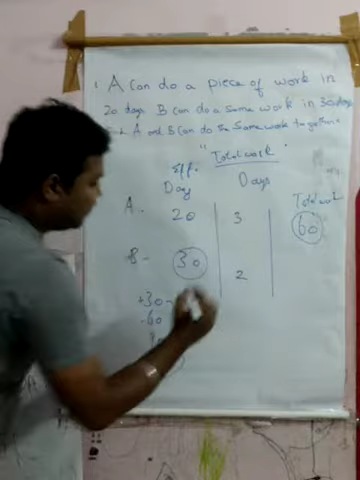 1. A Can do a piece of work in
20 days B Can do a Same work in 30 days
A and B Can do the Same work together
"Total work"
Eff.
Day Days
Total work
A - 20 3 60
B - 30 2
+30 -
-60